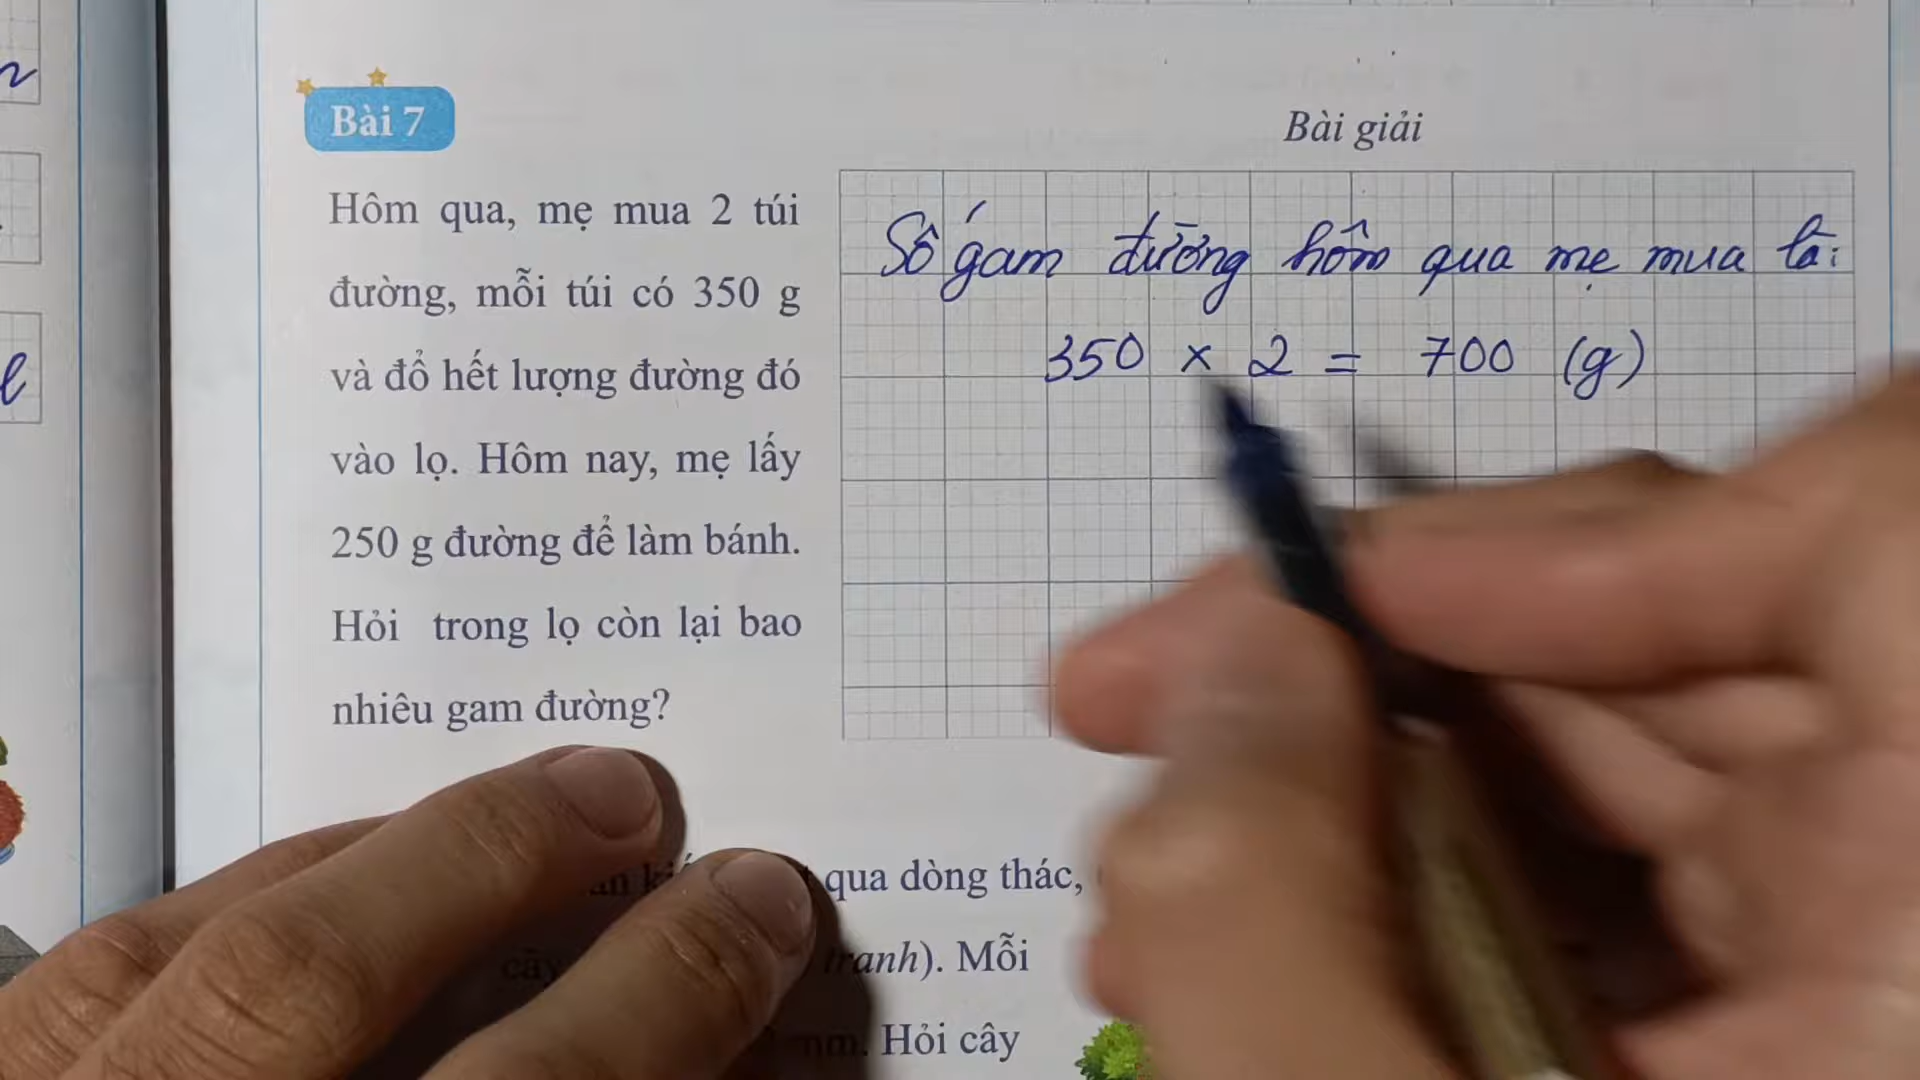 Bài 7
Hôm qua, mẹ mua 2 túi
đường, mỗi túi có 350 g
và đổ hết lượng đường đó
vào lọ. Hôm nay, mẹ lấy
250 g đường để làm bánh.
Hỏi trong lọ còn lại bao
nhiêu gam đường?
Bài giải
Số gam đường hôm qua mẹ mua là:
350 × 2 = 700 (g)
qua dòng thác,
tranh). Mỗi
mm. Hỏi cây